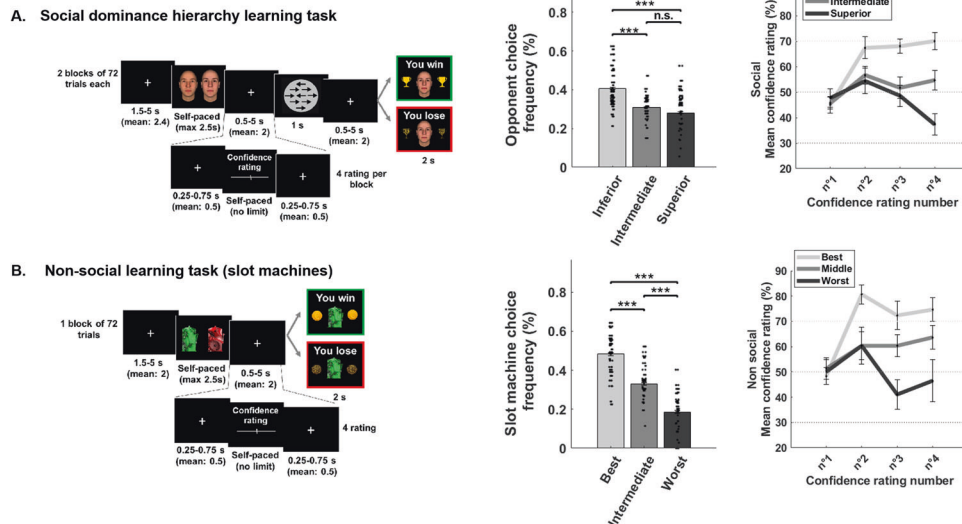 A. Social dominance hierarchy learning task
2 blocks of 72
trials each
1.5-5 s
(mean: 2.4)
Self-paced
(max 2.5s)
0.5-5 s
(mean: 2)
1 s
0.5-5 s
(mean: 2)
You win
You lose
2 s
Confidence
rating
0.25-0.75 s
(mean: 0.5)
Self-paced
(no limit)
0.25-0.75 s
(mean: 0.5)
4 rating per
block
Opponent choice
frequency (%)
0.8
0.6
0.4
0.2
0
***
***
n.s.
Inferior
Intermediate
Superior
Social
Mean confidence rating (%)
Intermediate
Superior
80
70
60
50
40
30
20
n°1
n°2
n°3
n°4
Confidence rating number
B. Non-social learning task (slot machines)
1 block of 72
trials
1.5-5 s
(mean: 2)
Self-paced
(max 2.5s)
0.5-5 s
(mean: 2)
You win
You lose
2 s
Confidence
rating
0.25-0.75 s
(mean: 0.5)
Self-paced
(no limit)
0.25-0.75 s
(mean: 0.5)
4 rating
Slot machine choice
frequency (%)
0.8
0.6
0.4
0.2
0
***
***
***
Best
Intermediate
Worst
Non social
Mean confidence rating (%)
Best
Middle
Worst
90
80
70
60
50
40
30
20
n°1
n°2
n°3
n°4
Confidence rating number